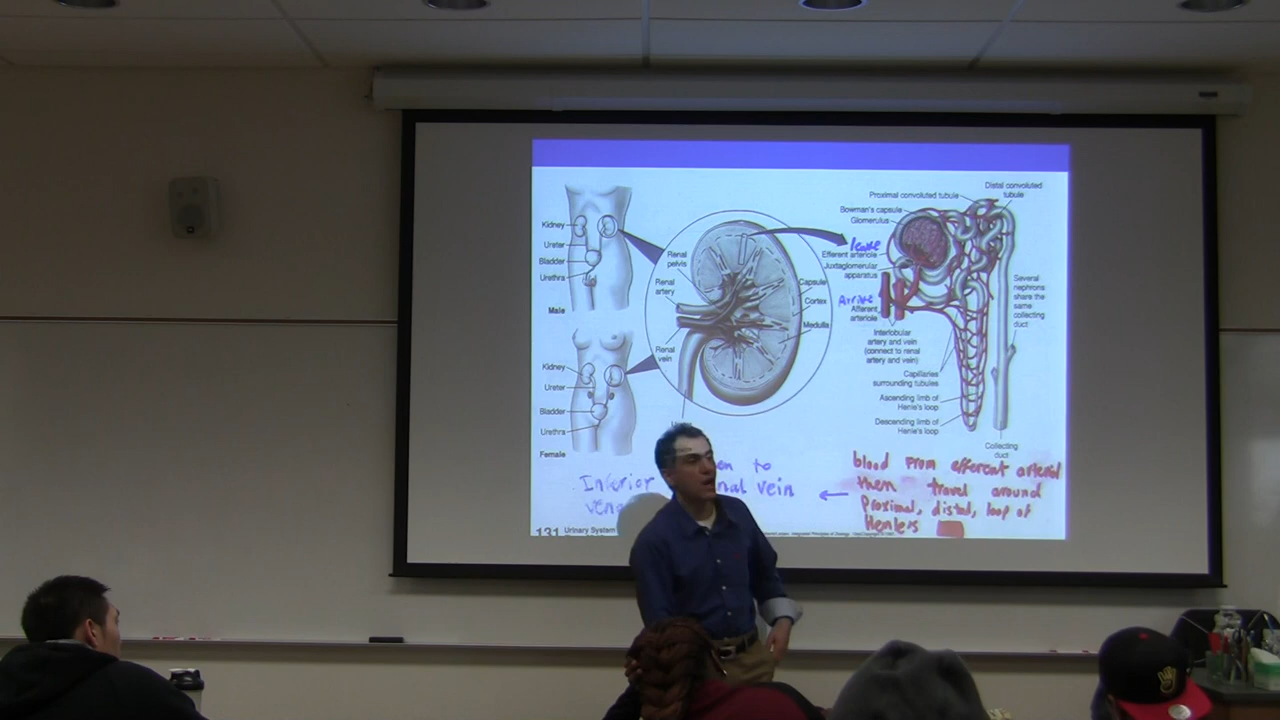 Kidney
Ureter
Bladder
Urethra
Male
Kidney
Ureter
Bladder
Urethra
Female
Renal
pelvis
Renal
artery
Renal
vein
Capsule
Cortex
Medulla
Proximal convoluted tubule
Distal convoluted
tubule
Bowman's capsule
Glomerulus
leave
Efferent arteriole
Juxtaglomerular
apparatus
Arrive
Afferent
arteriole
Interlobular
artery and vein
(connect to renal
artery and vein)
Capillaries
surrounding tubules
Ascending limb of
Henle's loop
Descending limb of
Henle's loop
Several
nephrons
share the
same
collecting
duct
Collecting
duct
to
Inferior
vein
blood from efferent arterial
then travel around
Proximal, distal, loop of
Henlers
131 Urinary System